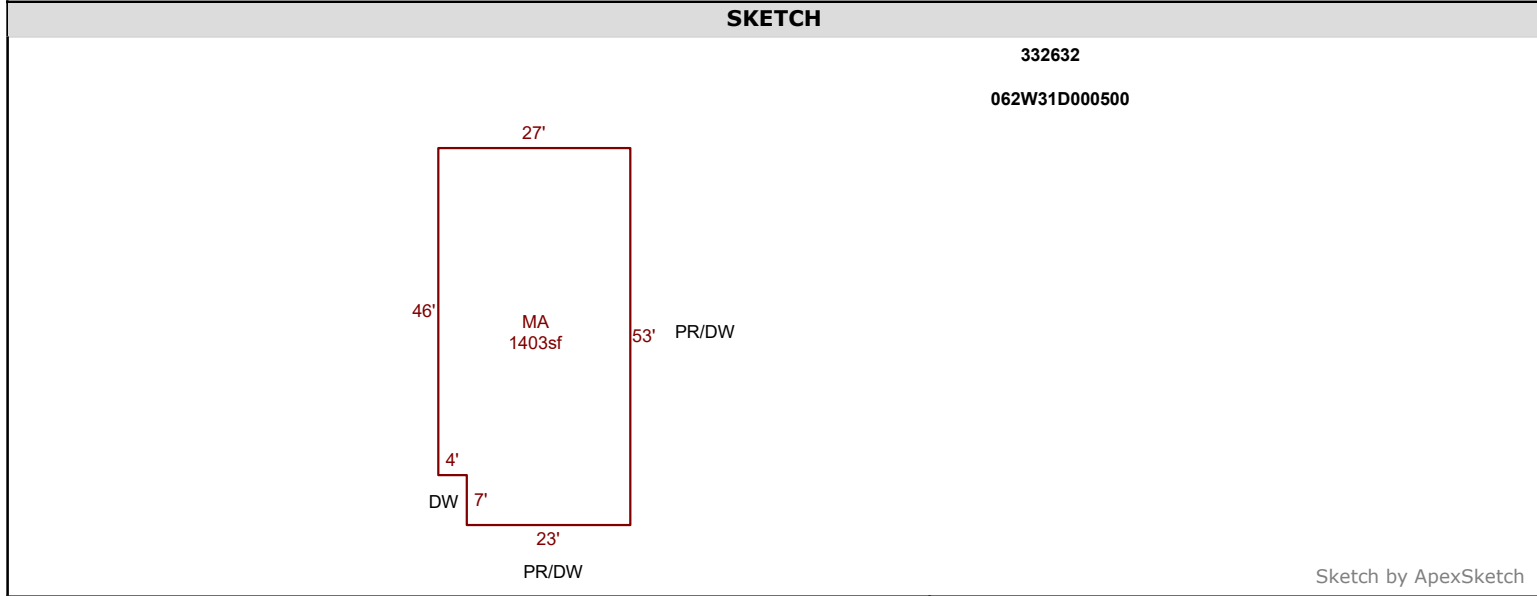 SKETCH
332632
062W31D000500
27'
46'
MA
1403sf
53'
PR/DW
4'
DW
7'
23'
PR/DW
Sketch by ApexSketch